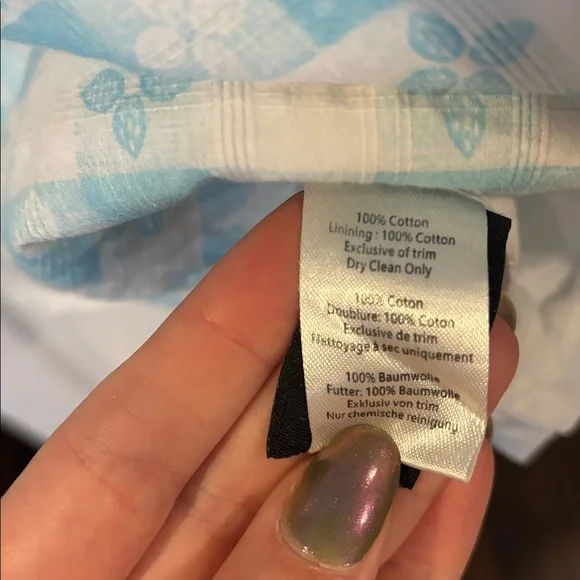 100% Cotton
Linining : 100% Cotton
Exclusive of trim
Dry Clean Only
100% Coton
Doublure: 100% Coton
Exclusive de trim
Nettoyage à sec uniquement
100% Baumwolle
Futter: 100% Baumwolle
Exklusiv von trim
Nur chemische reinigung